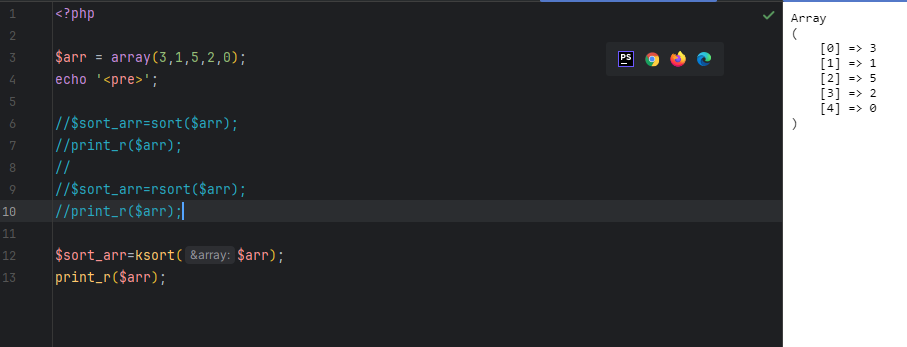 1 <?php
2
3 $arr = array(3,1,5,2,0);
4 echo '<pre>';
5
6 //$sort_arr=sort($arr);
7 //print_r($arr);
8 //
9 //$sort_arr=rsort($arr);
10 //print_r($arr);
11
12 $sort_arr=ksort( &array: $arr);
13 print_r($arr);
PS
Array
(
    [0] => 3
    [1] => 1
    [2] => 5
    [3] => 2
    [4] => 0
)